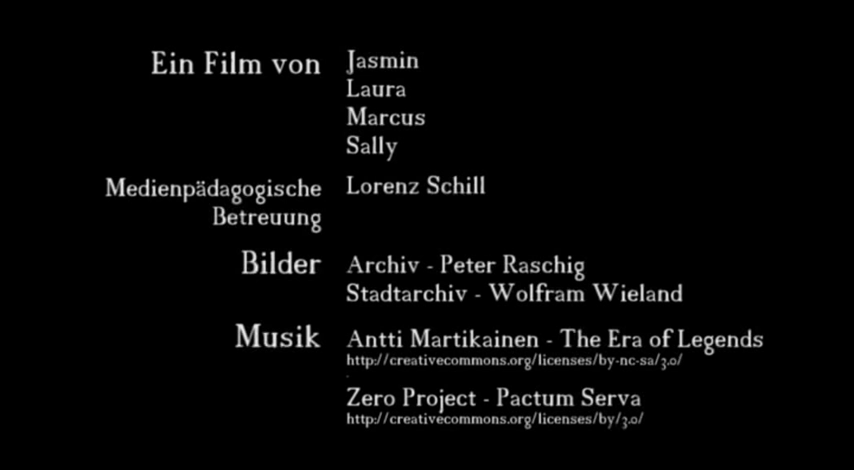 Ein Film von Jasmin
Laura
Marcus
Sally
Medienpädagogische Lorenz Schill
Betreuung
Bilder Archiv - Peter Raschig
Stadtarchiv - Wolfram Wieland
Musik Antti Martikainen - The Era of Legends
http://creativecommons.org/licenses/by-nc-sa/3.0/
Zero Project - Pactum Serva
http://creativecommons.org/licenses/by/3.0/